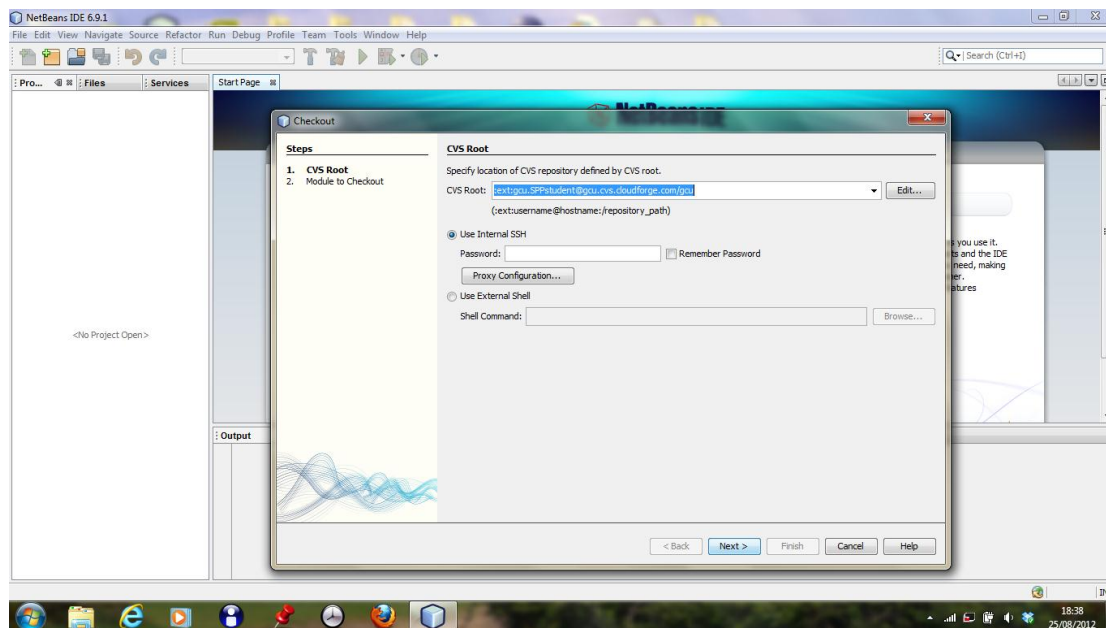 NetBeans IDE 6.9.1
File Edit View Navigate Source Refactor Run Debug Profile Team Tools Window Help
Search (Ctrl+I)
Pro... Files Services
Start Page
NetBeans IDE
Checkout
Steps
1. CVS Root
2. Module to Checkout
CVS Root
Specify location of CVS repository defined by CVS root.
CVS Root: :ext:gcu.SPPstudent@gcu.cvs.cloudforge.com/gcu Edit...
(:ext:username@hostname:/repository_path)
Use Internal SSH
Password: Remember Password
Proxy Configuration...
Use External Shell
Shell Command: Browse...
s you use it.
ts and the IDE
need, making
er.
atures
<No Project Open>
Output
< Back Next > Finish Cancel Help
18:38
25/08/2012